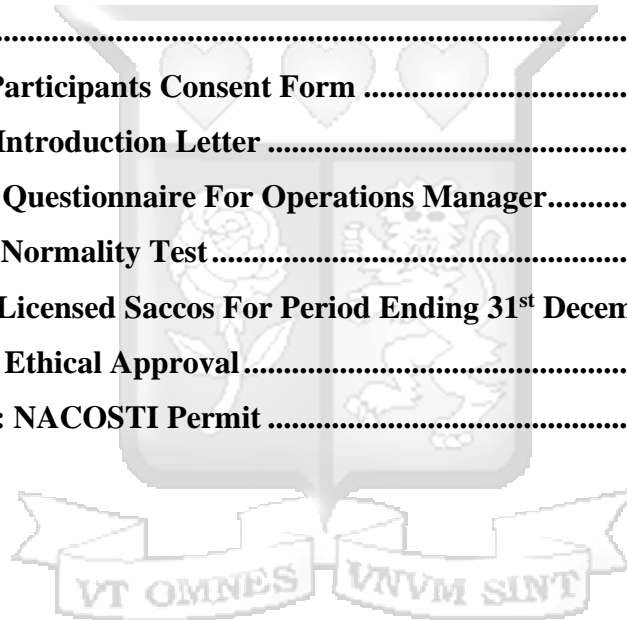 ....................................................................................
Participants Consent Form ....................................
Introduction Letter .................................................
Questionnaire For Operations Manager...........
Normality Test.........................................................
Licensed Saccos For Period Ending 31st Decem
Ethical Approval....................................................
: NACOSTI Permit .................................................
VT OMNES VNVM SINT